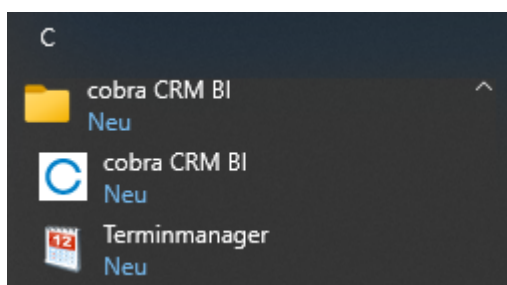 C
cobra CRM BI
Neu
cobra CRM BI
Neu
12
Terminmanager
Neu